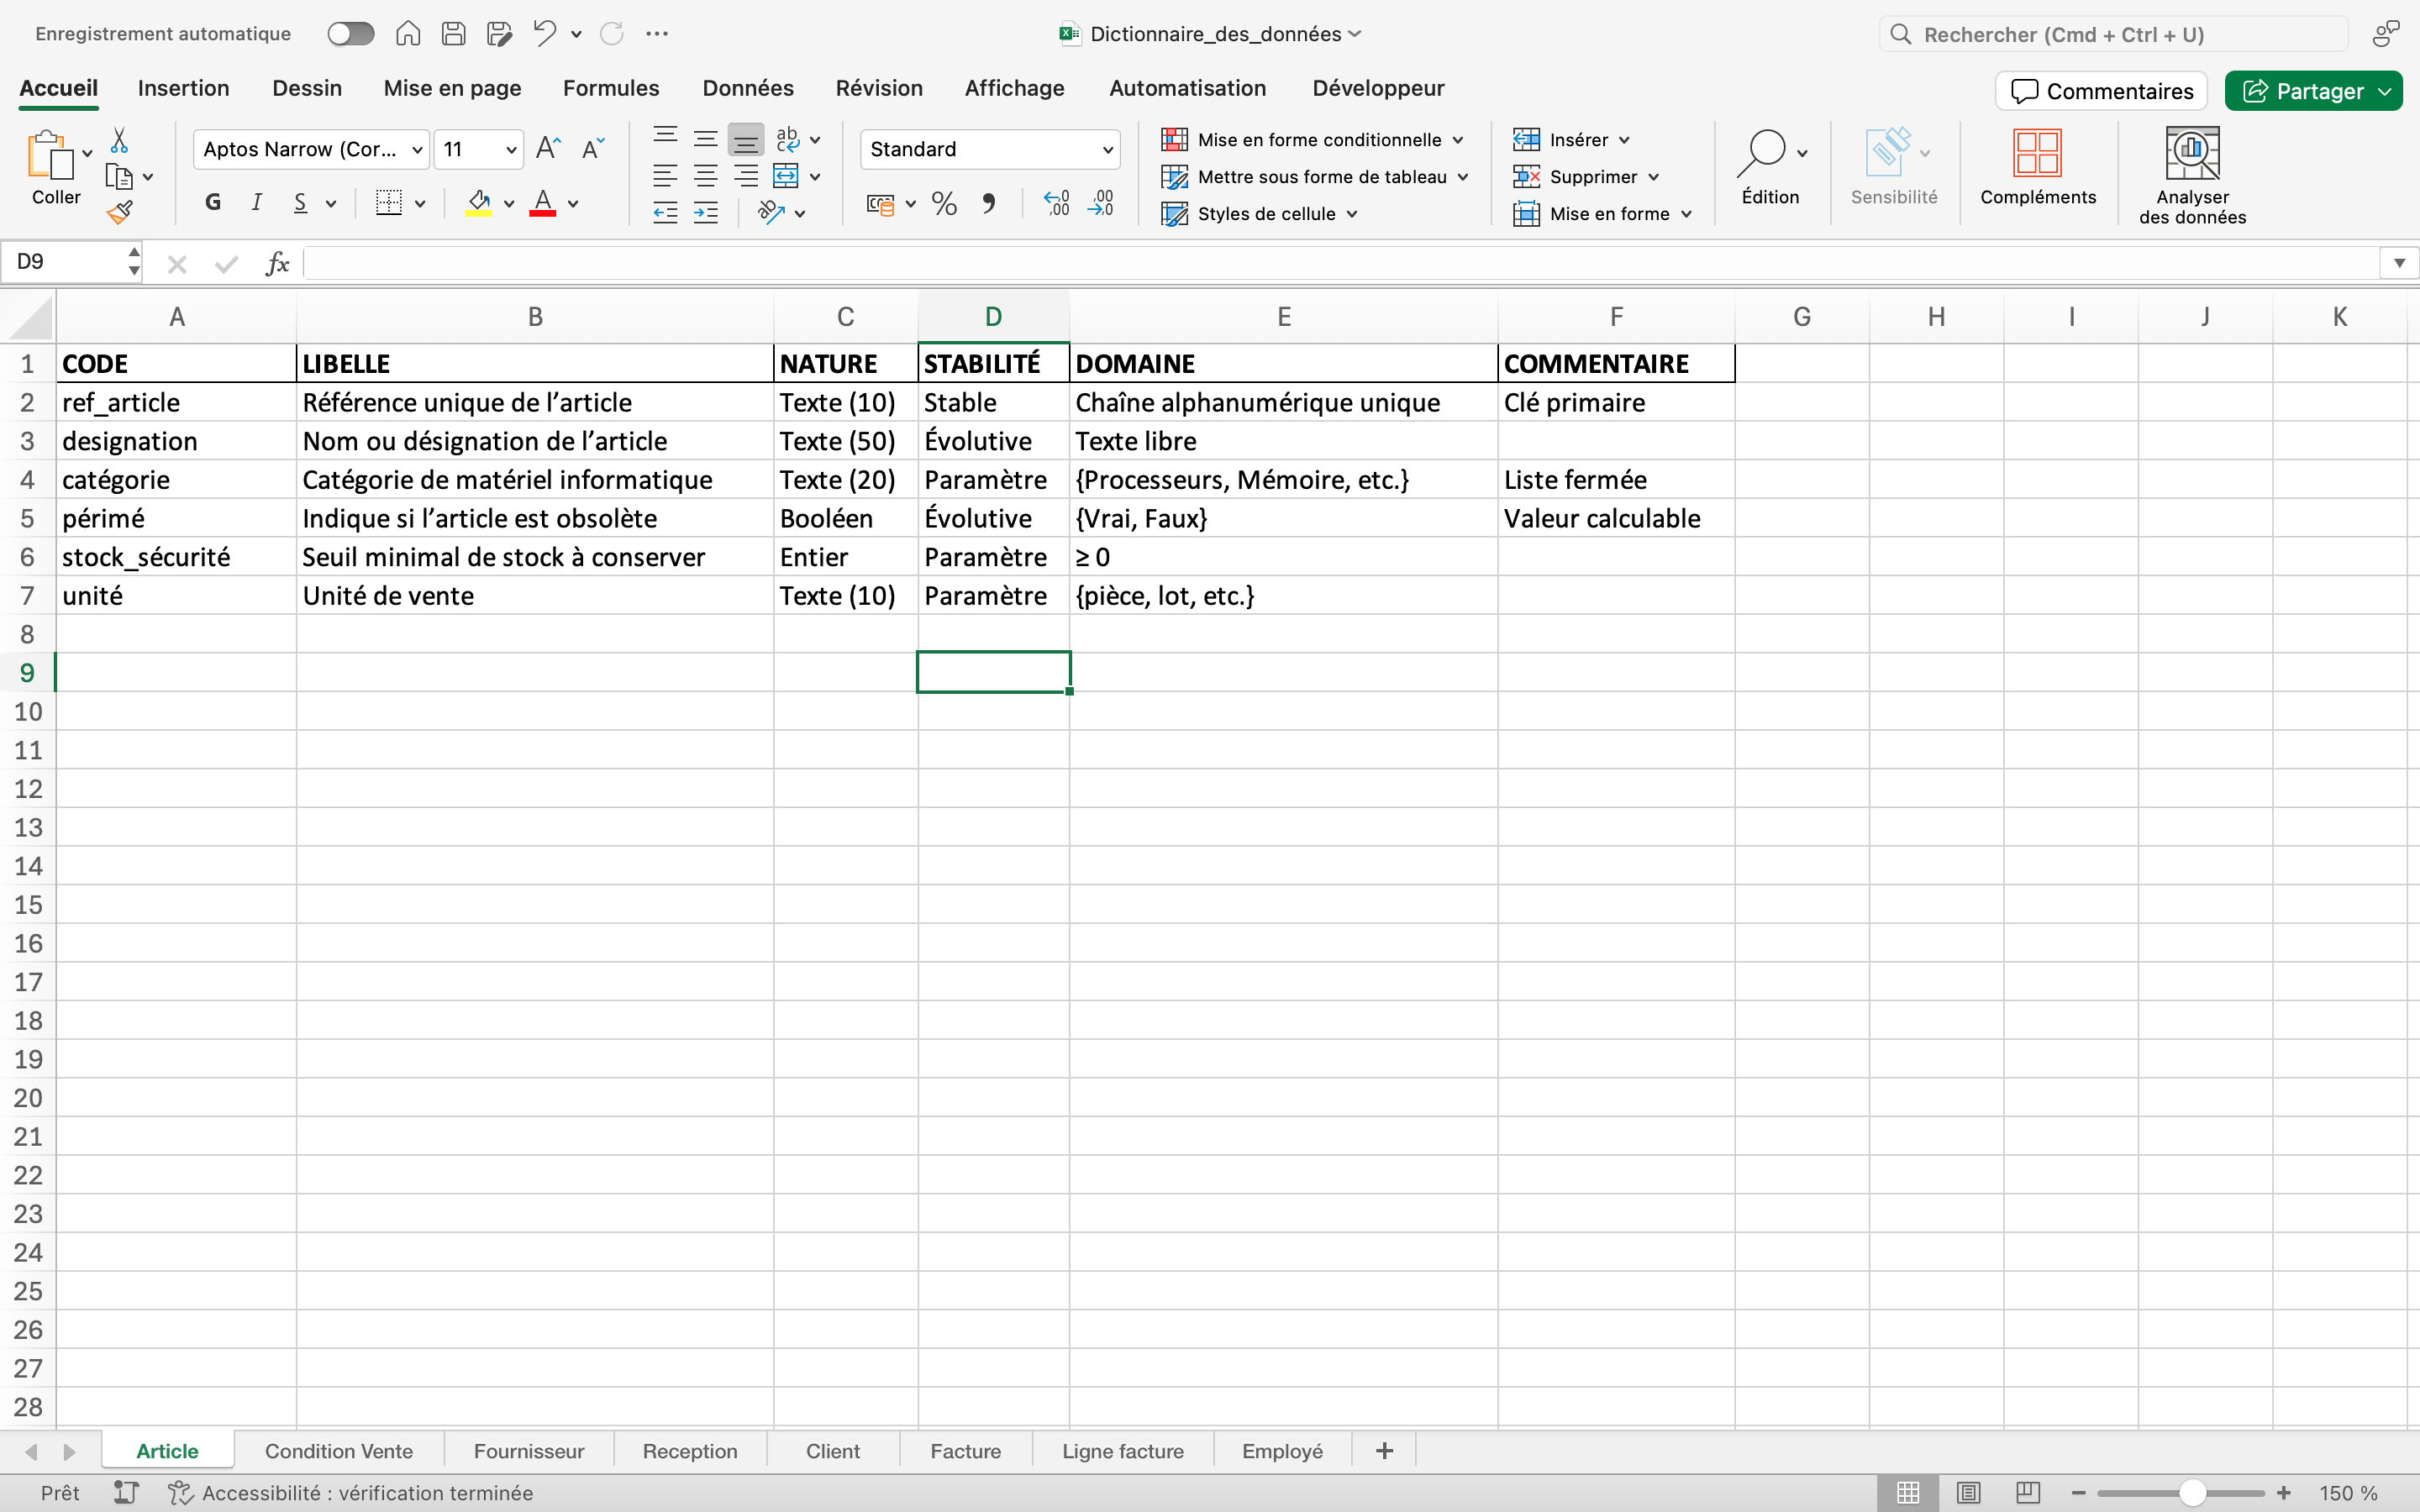 Enregistrement automatique
Dictionnaire_des_données
Rechercher (Cmd + Ctrl + U)
Accueil Insertion Dessin Mise en page Formules Données Révision Affichage Automatisation Développeur
Commentaires Partager
Coller
Aptos Narrow (Cor... 11
G I S
Standard
Mise en forme conditionnelle
Mettre sous forme de tableau
Styles de cellule
Insérer
Supprimer
Mise en forme
Édition
Sensibilité
Compléments
Analyser
des données
D9
fx
A B C D E F G H I J K
1 CODE LIBELLE NATURE STABILITÉ DOMAINE COMMENTAIRE
2 ref_article Référence unique de l’article Texte (10) Stable Chaîne alphanumérique unique Clé primaire
3 designation Nom ou désignation de l’article Texte (50) Évolutive Texte libre
4 catégorie Catégorie de matériel informatique Texte (20) Paramètre {Processeurs, Mémoire, etc.} Liste fermée
5 périmé Indique si l’article est obsolète Booléen Évolutive {Vrai, Faux} Valeur calculable
6 stock_sécurité Seuil minimal de stock à conserver Entier Paramètre ≥ 0
7 unité Unité de vente Texte (10) Paramètre {pièce, lot, etc.}
8
9
10
11
12
13
14
15
16
17
18
19
20
21
22
23
24
25
26
27
28
Article Condition Vente Fournisseur Reception Client Facture Ligne facture Employé +
Prêt Accessibilité : vérification terminée
150 %